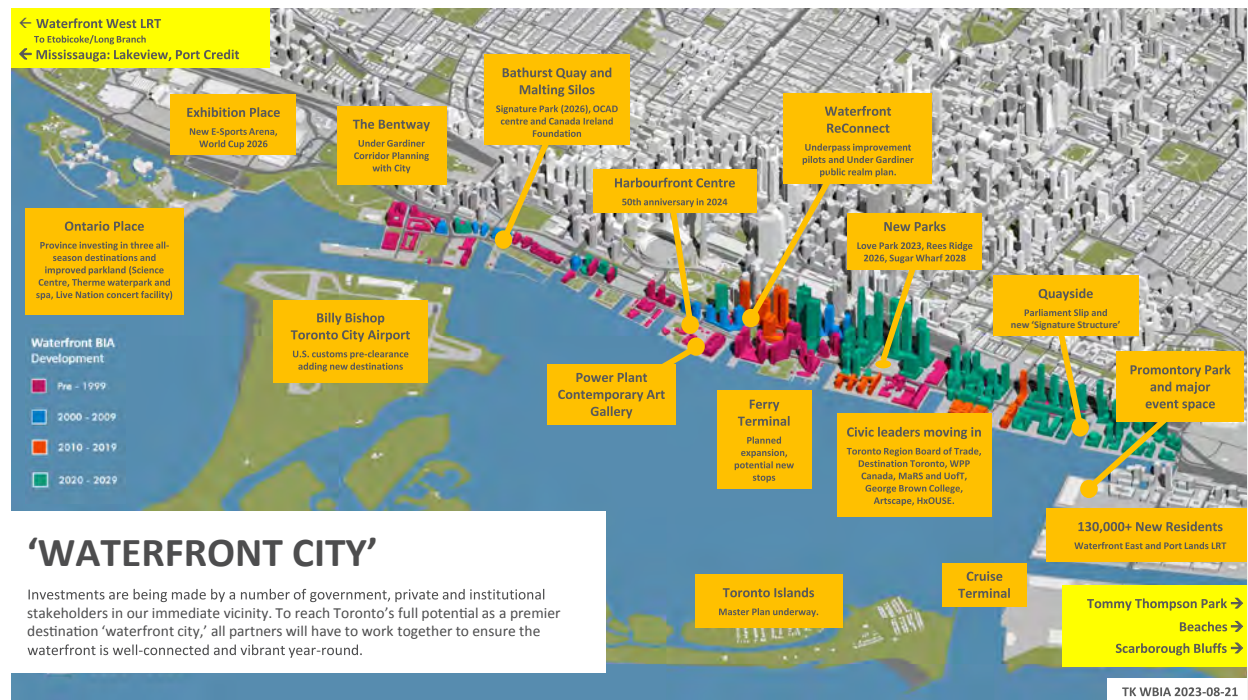 ← Waterfront West LRT
To Etobicoke/Long Branch
← Mississauga: Lakeview, Port Credit
Exhibition Place
New E-Sports Arena,
World Cup 2026
The Bentway
Under Gardiner
Corridor Planning
with City
Bathurst Quay and
Malting Silos
Signature Park (2026), OCAD
centre and Canada Ireland
Foundation
Waterfront
ReConnect
Underpass improvement
pilots and Under Gardiner
public realm plan.
Harbourfront Centre
50th anniversary in 2024
Ontario Place
Province investing in three all-
season destinations and
improved parkland (Science
Centre, Therme waterpark and
spa, Live Nation concert facility)
New Parks
Love Park 2023, Rees Ridge
2026, Sugar Wharf 2028
Quayside
Parliament Slip and
new ‘Signature Structure’
Billy Bishop
Toronto City Airport
U.S. customs pre-clearance
adding new destinations
Waterfront BIA
Development
Pre - 1999
2000 - 2009
2010 - 2019
2020 - 2029
Promontory Park
and major
event space
Power Plant
Contemporary Art
Gallery
Ferry
Terminal
Planned
expansion,
potential new
stops
Civic leaders moving in
Toronto Region Board of Trade,
Destination Toronto, WPP
Canada, MaRS and UofT,
George Brown College,
Artscape, HxOUSE.
130,000+ New Residents
Waterfront East and Port Lands LRT
‘WATERFRONT CITY’
Investments are being made by a number of government, private and institutional
stakeholders in our immediate vicinity. To reach Toronto’s full potential as a premier
destination ‘waterfront city,’ all partners will have to work together to ensure the
waterfront is well-connected and vibrant year-round.
Toronto Islands
Master Plan underway.
Cruise
Terminal
Tommy Thompson Park →
Beaches →
Scarborough Bluffs →
TK WBIA 2023-08-21